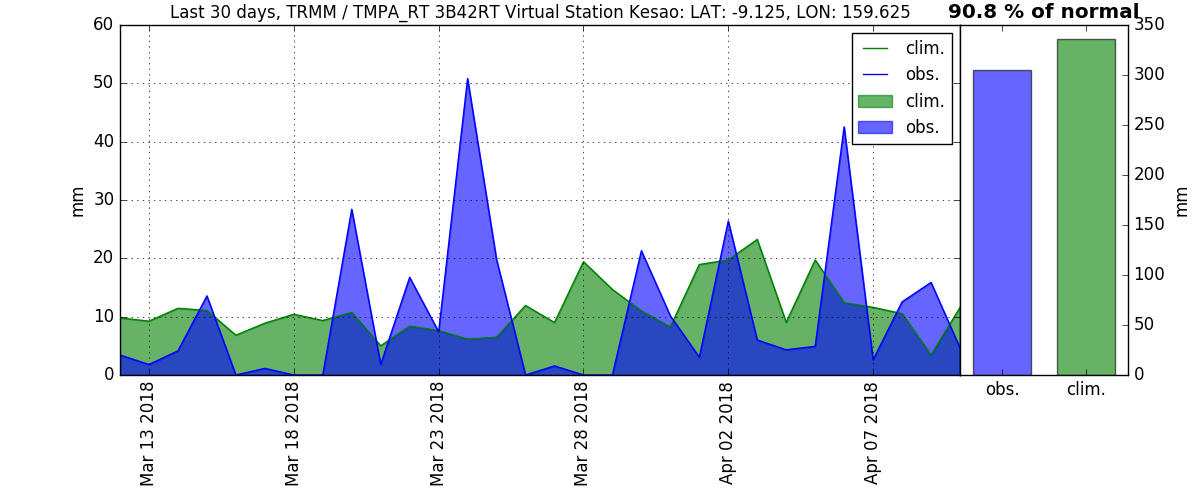 Last 30 days, TRMM / TMPA_RT 3B42RT Virtual Station Kesao: LAT: -9.125, LON: 159.625
90.8 % of normal
60
50
40
30
20
10
0
mm
clim.
obs.
clim.
obs.
350
300
250
200
150
100
50
0
mm
obs.
clim.
Mar 13 2018
Mar 18 2018
Mar 23 2018
Mar 28 2018
Apr 02 2018
Apr 07 2018